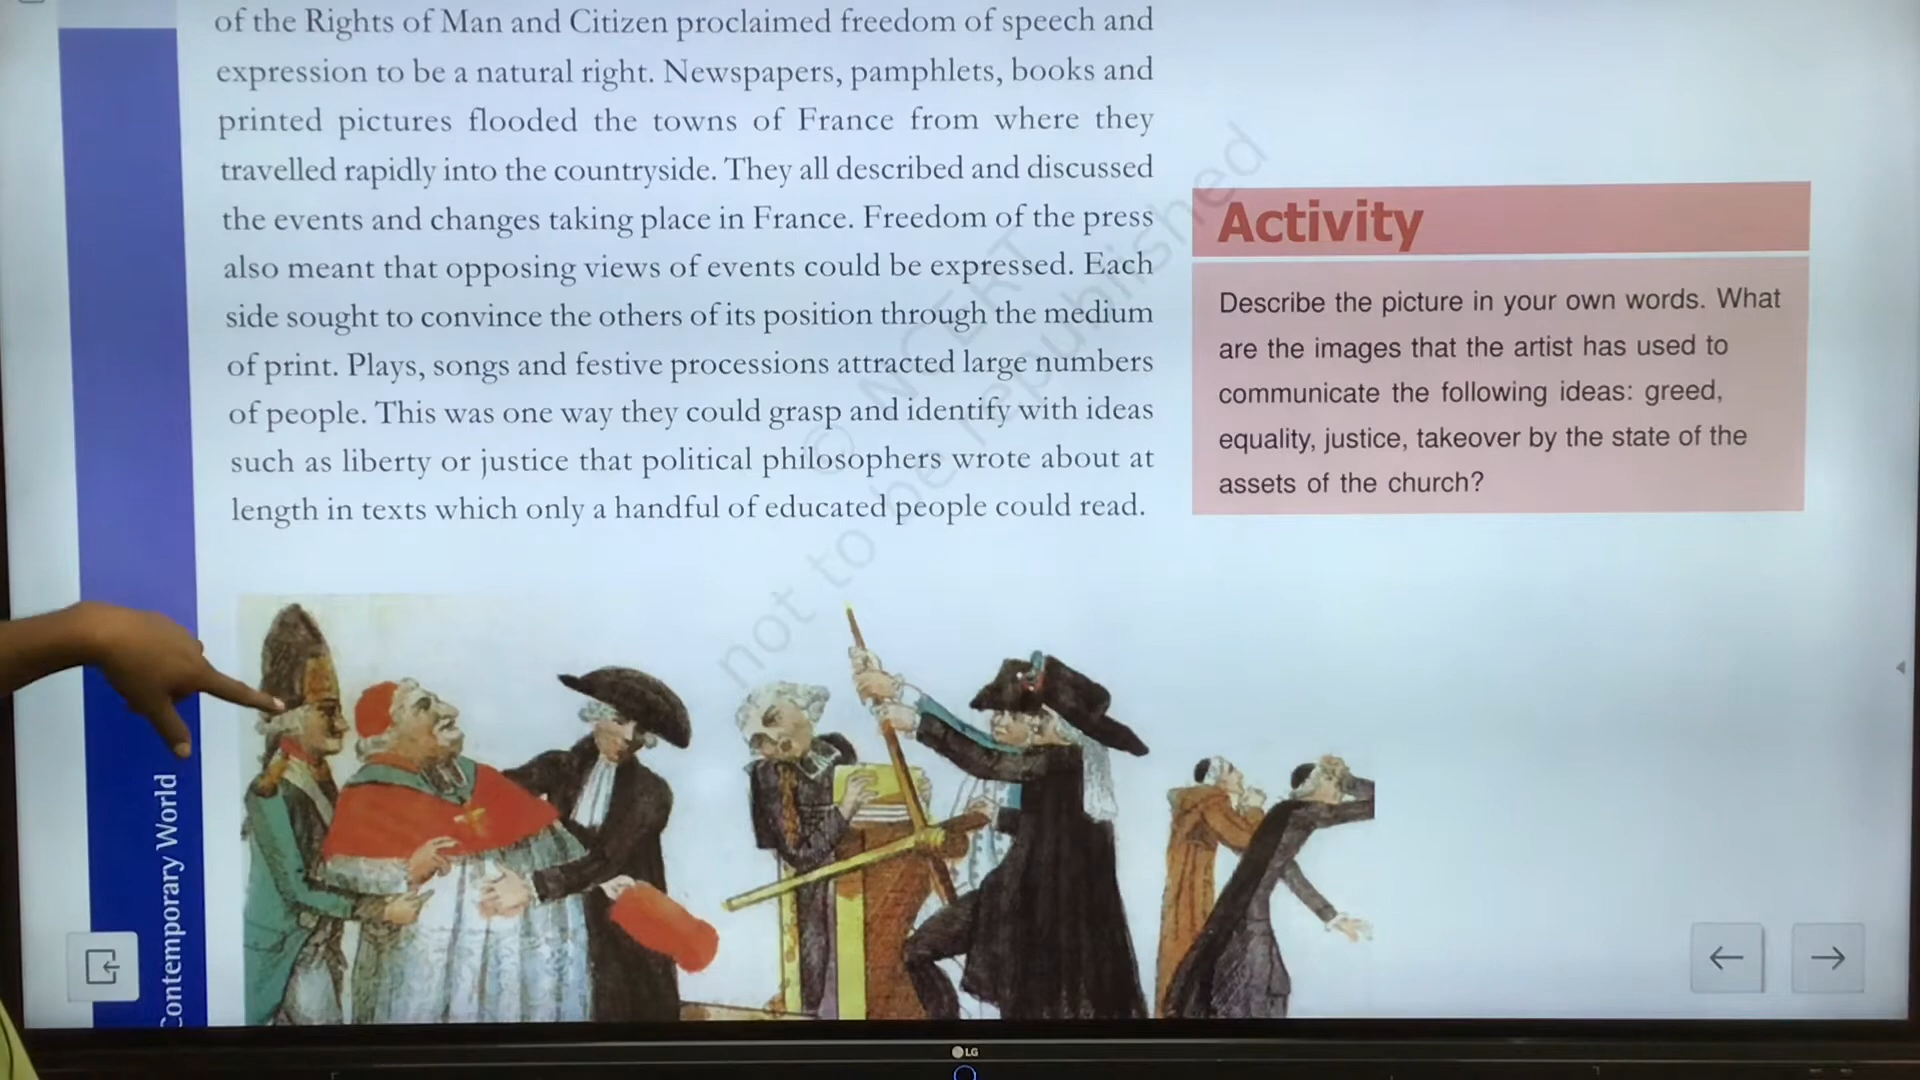 of the Rights of Man and Citizen proclaimed freedom of speech and
expression to be a natural right. Newspapers, pamphlets, books and
printed pictures flooded the towns of France from where they
travelled rapidly into the countryside. They all described and discussed
the events and changes taking place in France. Freedom of the press
also meant that opposing views of events could be expressed. Each
side sought to convince the others of its position through the medium
of print. Plays, songs and festive processions attracted large numbers
of people. This was one way they could grasp and identify with ideas
such as liberty or justice that political philosophers wrote about at
length in texts which only a handful of educated people could read.
Activity
Describe the picture in your own words. What
are the images that the artist has used to
communicate the following ideas: greed,
equality, justice, takeover by the state of the
assets of the church?
© NCERT
not to be republished
Contemporary World
LG